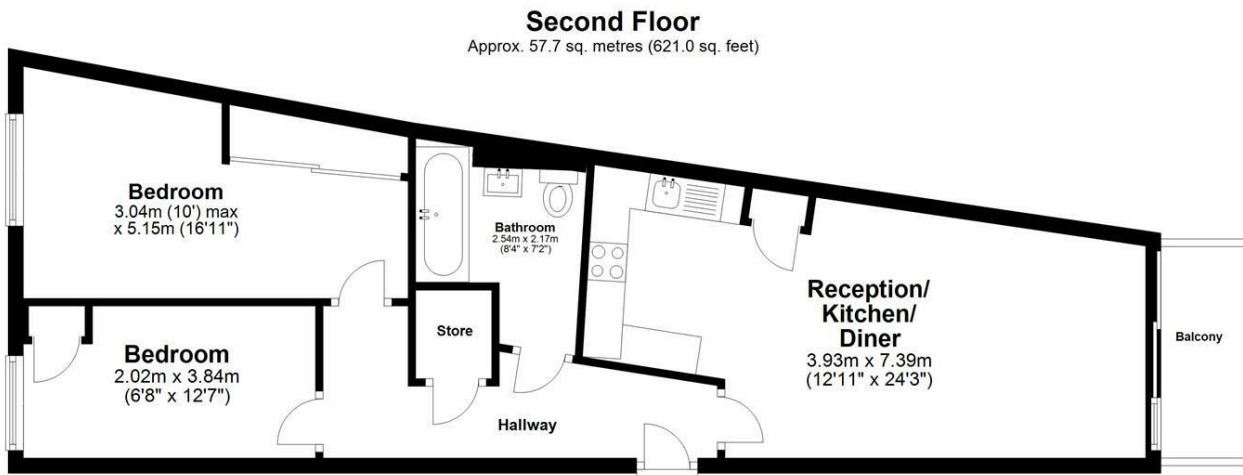 Second Floor
Approx. 57.7 sq. metres (621.0 sq. feet)
Bedroom
3.04m (10') max
x 5.15m (16'11")
Bathroom
2.54m x 2.17m
(8'4" x 7'2")
Store
Bedroom
2.02m x 3.84m
(6'8" x 12'7")
Hallway
Reception/
Kitchen/
Diner
3.93m x 7.39m
(12'11" x 24'3")
Balcony